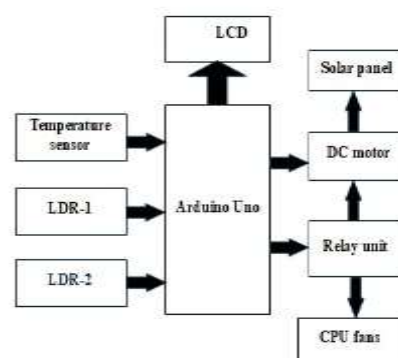 LCD
Solar panel
Temperature
sensor
DC motor
LDR-1
Arduino Uno
Relay unit
LDR-2
CPU fans